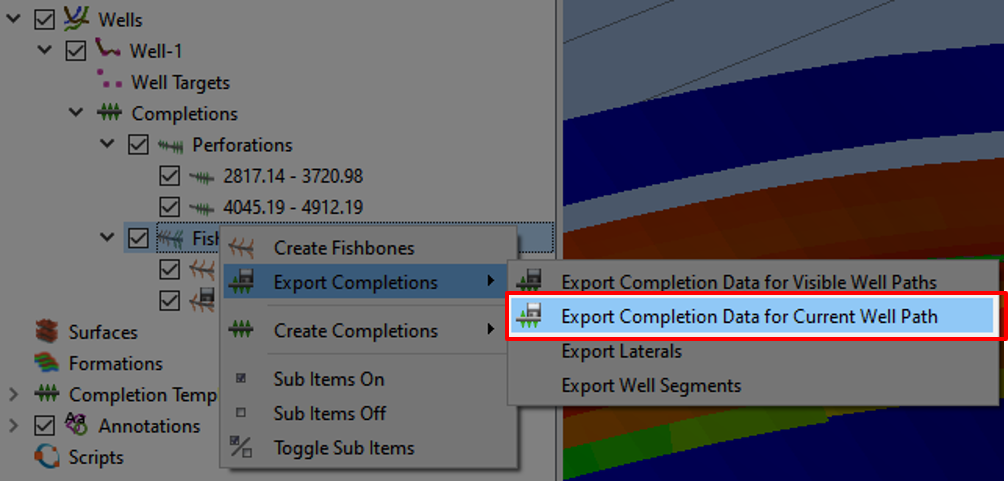 Wells
Well-1
Well Targets
Completions
Perforations
2817.14 - 3720.98
4045.19 - 4912.19
Fish
Create Fishbones
Export Completions
Export Completion Data for Visible Well Paths
Export Completion Data for Current Well Path
Export Laterals
Export Well Segments
Create Completions
Sub Items On
Sub Items Off
Toggle Sub Items
Surfaces
Formations
Completion Temp
Annotations
Scripts